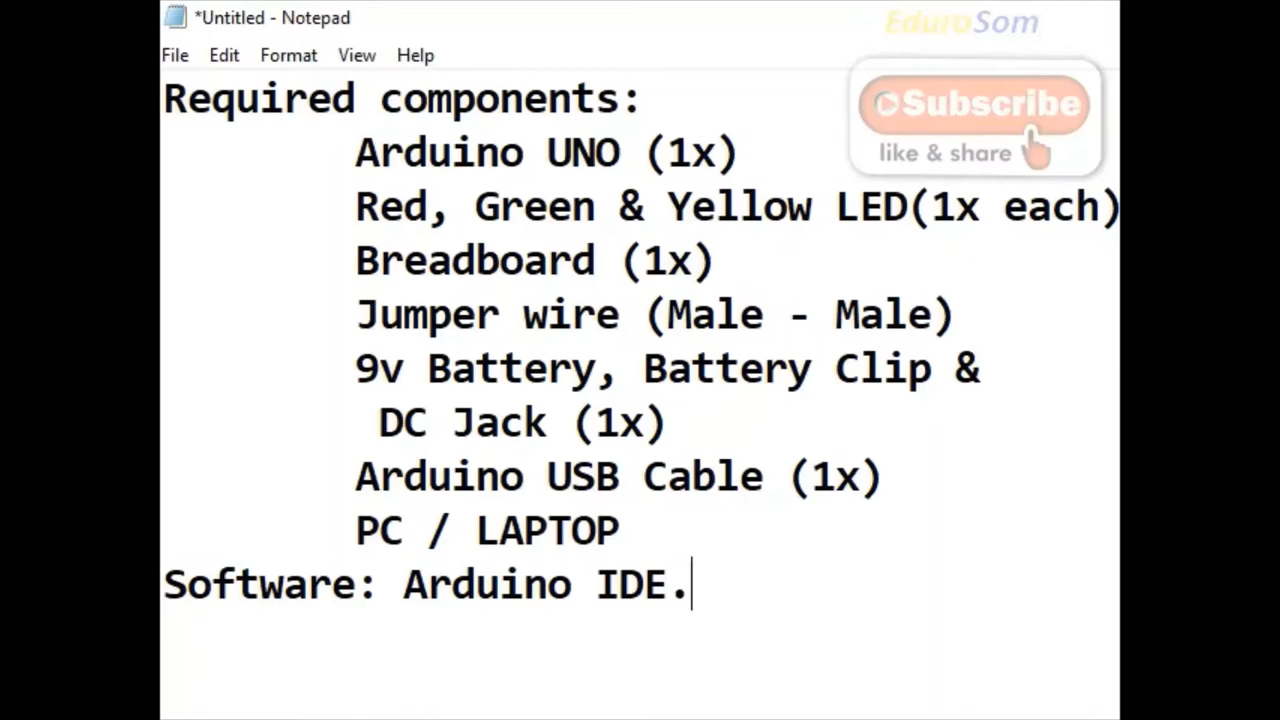 *Untitled - Notepad
EduroSom
File Edit Format View Help
Subscribe
like & share
Required components:
Arduino UNO (1x)
Red, Green & Yellow LED(1x each)
Breadboard (1x)
Jumper wire (Male - Male)
9v Battery, Battery Clip &
DC Jack (1x)
Arduino USB Cable (1x)
PC / LAPTOP
Software: Arduino IDE.